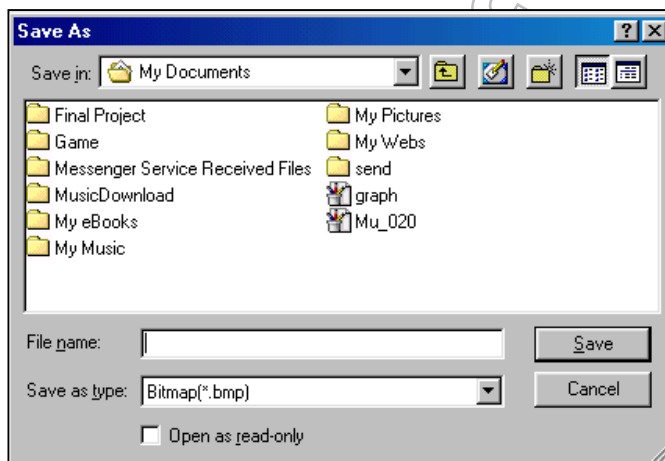 Save As
Save in: My Documents
Final Project
Game
Messenger Service Received Files
MusicDownload
My eBooks
My Music
My Pictures
My Webs
send
graph
Mu_020
File name:
Save
Save as type: Bitmap(*.bmp)
Cancel
Open as read-only